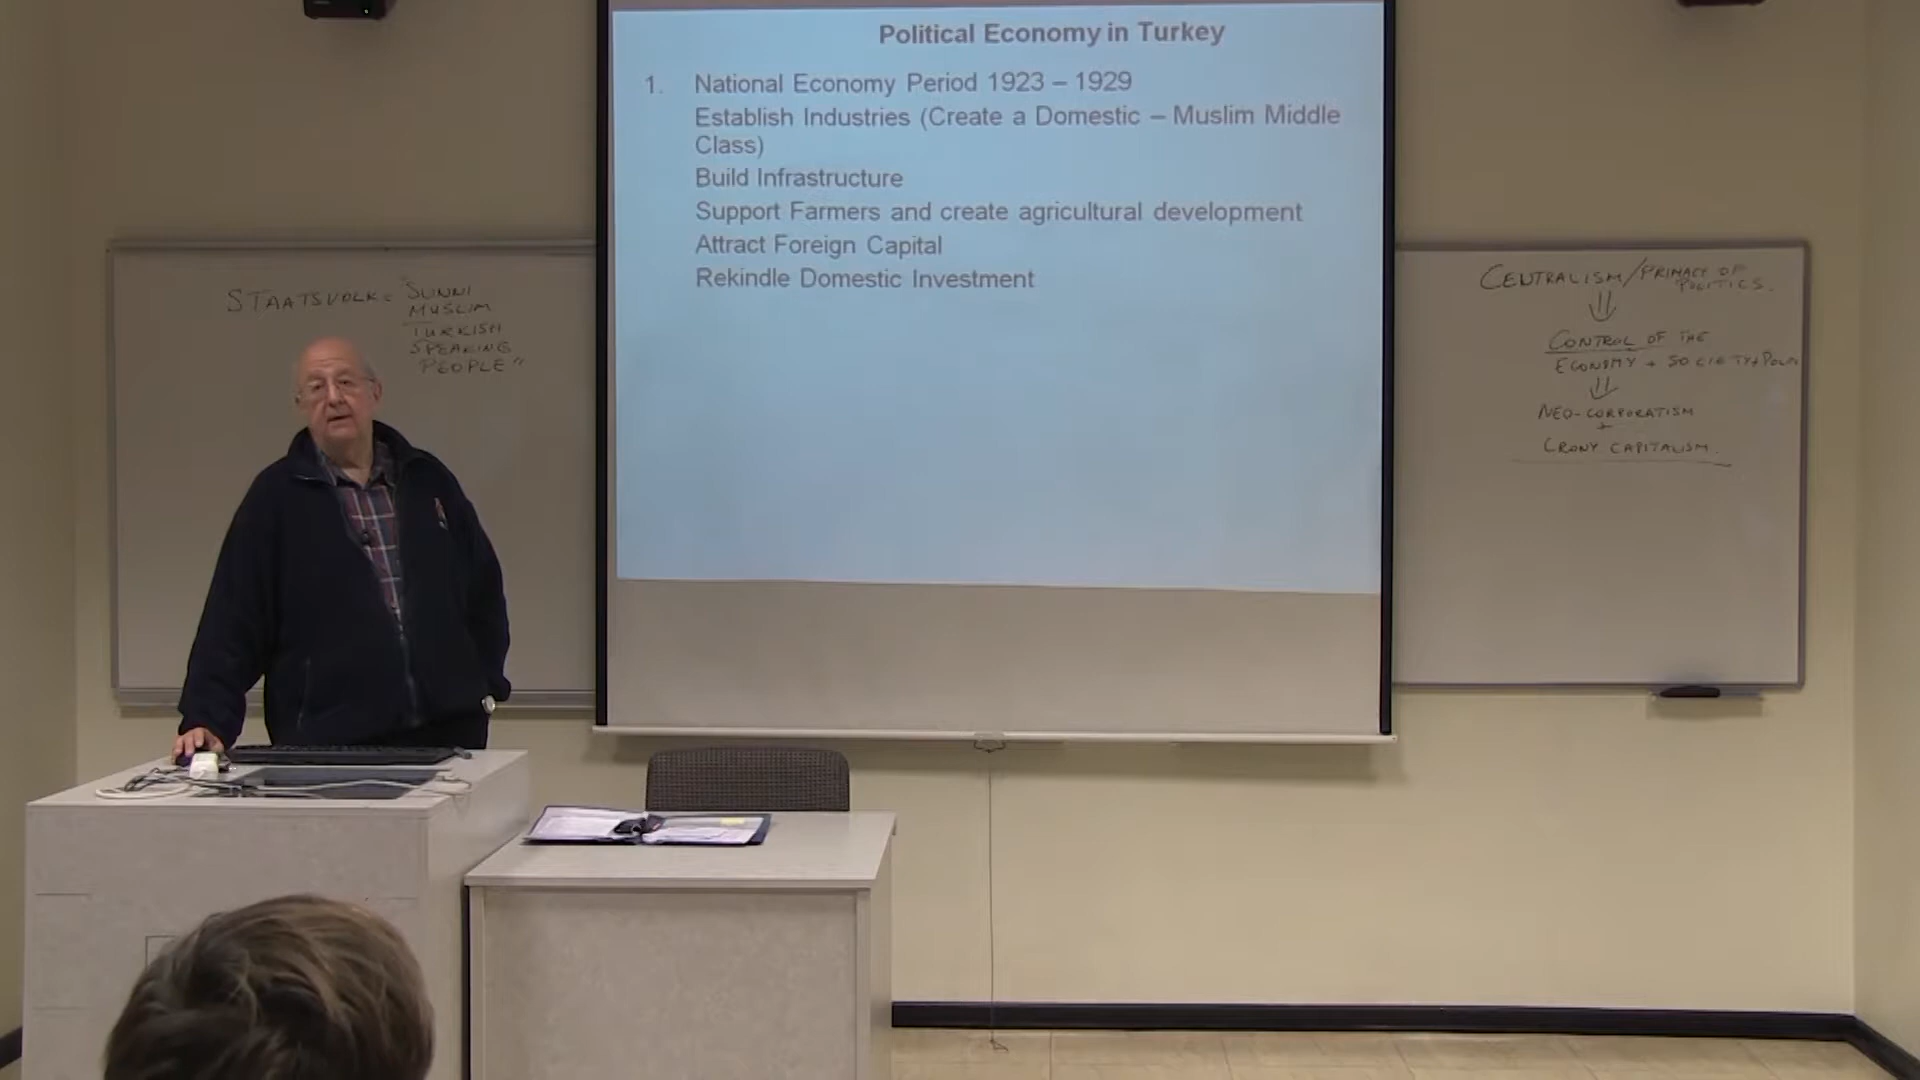 Political Economy in Turkey
1. National Economy Period 1923 – 1929
Establish Industries (Create a Domestic – Muslim Middle
Class)
Build Infrastructure
Support Farmers and create agricultural development
Attract Foreign Capital
Rekindle Domestic Investment
STAATSVOLK = "SUNNI
MUSLIM
TURKISH
SPEAKING
PEOPLE"
CENTRALISM/PRIMACY OF
POLITICS.
CONTROL OF THE
ECONOMY + SOCIETY +
NEO-CORPORATISM
+
CRONY CAPITALISM.